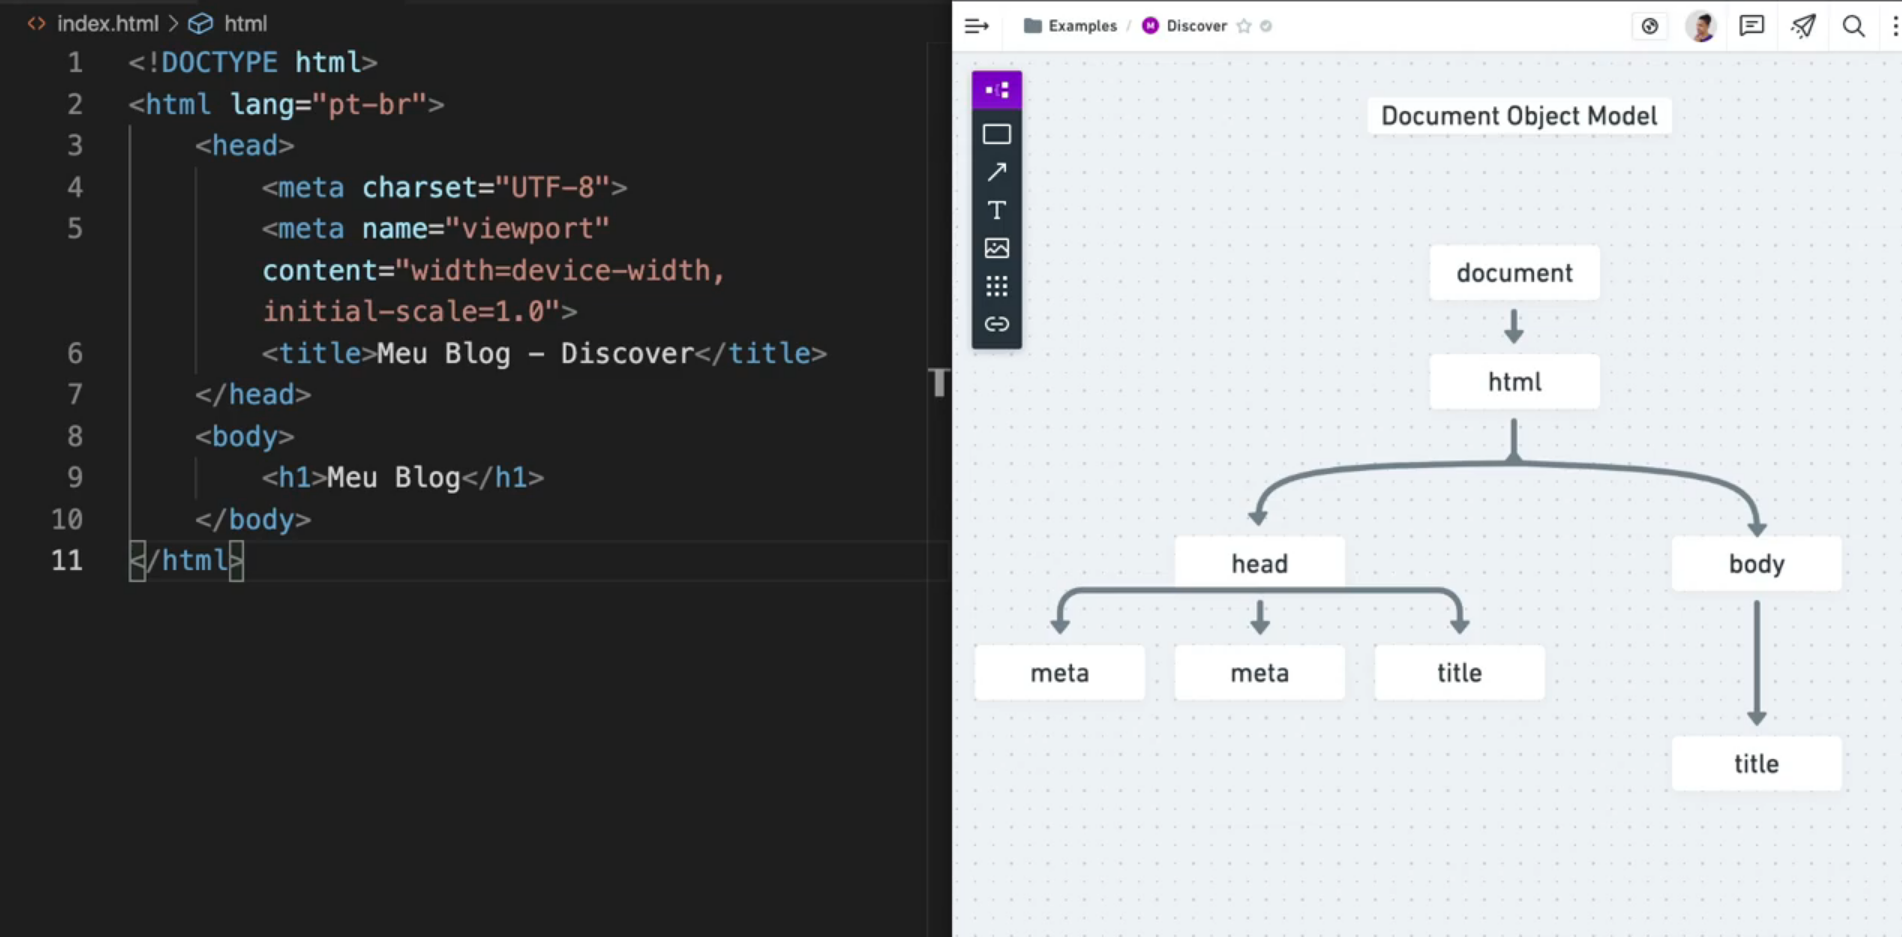 index.html > html
1 <!DOCTYPE html>
2 <html lang="pt-br">
3 <head>
4 <meta charset="UTF-8">
5 <meta name="viewport"
content="width=device-width,
initial-scale=1.0">
6 <title>Meu Blog - Discover</title>
7 </head>
8 <body>
9 <h1>Meu Blog</h1>
10 </body>
11 </html>
Examples / M Discover
T
T
Document Object Model
document
html
head
body
meta
meta
title
title